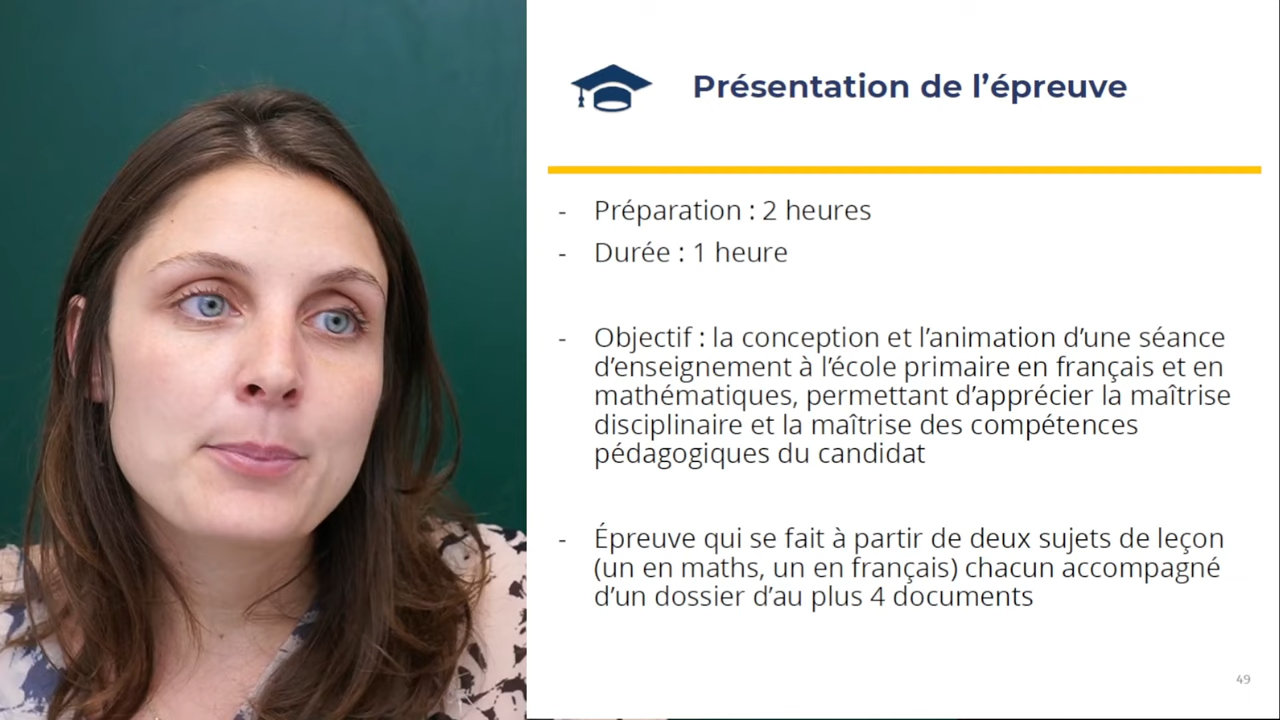 Présentation de l’épreuve
- Préparation : 2 heures
- Durée : 1 heure
- Objectif : la conception et l’animation d’une séance
d’enseignement à l’école primaire en français et en
mathématiques, permettant d’apprécier la maîtrise
disciplinaire et la maîtrise des compétences
pédagogiques du candidat
- Épreuve qui se fait à partir de deux sujets de leçon
(un en maths, un en français) chacun accompagné
d’un dossier d’au plus 4 documents
49